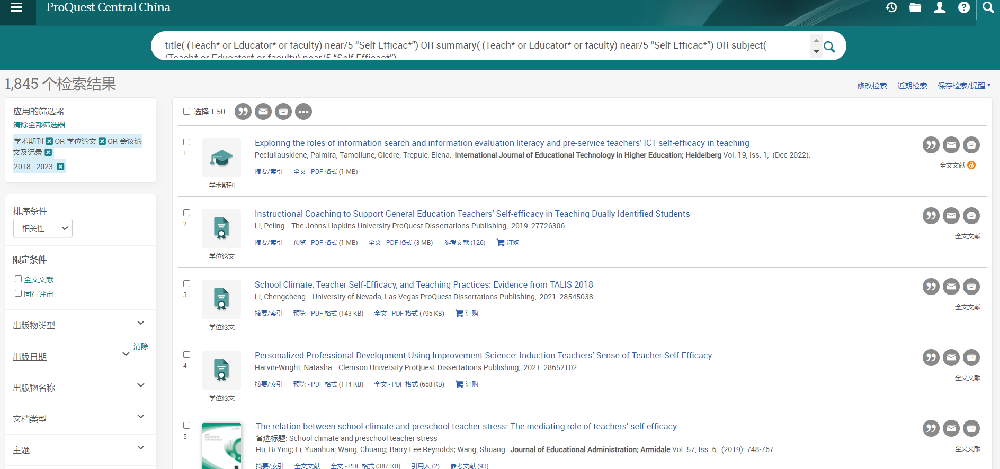 ProQuest Central China
title( (Teach* or Educator* or faculty) near/5 “Self Efficac*”) OR summary( (Teach* or Educator* or faculty) near/5 “Self Efficac*”) OR subject(
(Teach* or Educator* or faculty) near/5 “Self Efficac*”)
1,845 个检索结果
修改检索 近期检索 保存检索/提醒
应用的筛选器
清除全部筛选器
学术期刊 OR 学位论文 OR 会议论
文及记录
2018 - 2023
排序条件
相关性
限定条件
全文文献
同行评审
出版物类型
清除
出版日期
出版物名称
文档类型
主题
选择 1-50
1
Exploring the roles of information search and information evaluation literacy and pre-service teachers’ ICT self-efficacy in teaching
Peciuliauskiene, Palmira; Tamoliune, Giedre; Trepule, Elena. International Journal of Educational Technology in Higher Education; Heidelberg Vol. 19, Iss. 1, (Dec 2022).
摘要/索引 全文 - PDF 格式 (1 MB)
全文文献
学术期刊
2
Instructional Coaching to Support General Education Teachers’ Self-efficacy in Teaching Dually Identified Students
Li, Peling. The Johns Hopkins University ProQuest Dissertations Publishing, 2019. 27726306.
摘要/索引 预览 - PDF 格式 (1 MB) 全文 - PDF 格式 (3 MB) 参考文献 (126) 订购
全文文献
学位论文
3
School Climate, Teacher Self-Efficacy, and Teaching Practices: Evidence from TALIS 2018
Li, Chengcheng. University of Nevada, Las Vegas ProQuest Dissertations Publishing, 2021. 28545038.
摘要/索引 预览 - PDF 格式 (143 KB) 全文 - PDF 格式 (795 KB) 订购
全文文献
学位论文
4
Personalized Professional Development Using Improvement Science: Induction Teachers’ Sense of Teacher Self-Efficacy
Harvin-Wright, Natasha. Clemson University ProQuest Dissertations Publishing, 2021. 28652102.
摘要/索引 预览 - PDF 格式 (114 KB) 全文 - PDF 格式 (658 KB) 订购
全文文献
学位论文
5
The relation between school climate and preschool teacher stress: The mediating role of teachers’ self-efficacy
备选标题: School climate and preschool teacher stress
Hu, Bi Ying; Li, Yuanhua; Wang, Chuang; Barry Lee Reynolds; Wang, Shuang. Journal of Educational Administration; Armidale Vol. 57, Iss. 6, (2019): 748-767.
摘要/索引 全文文献 全文 - PDF 格式 (387 KB) 引用人 (2) 参考文献 (93)
全文文献
Educational
Administration